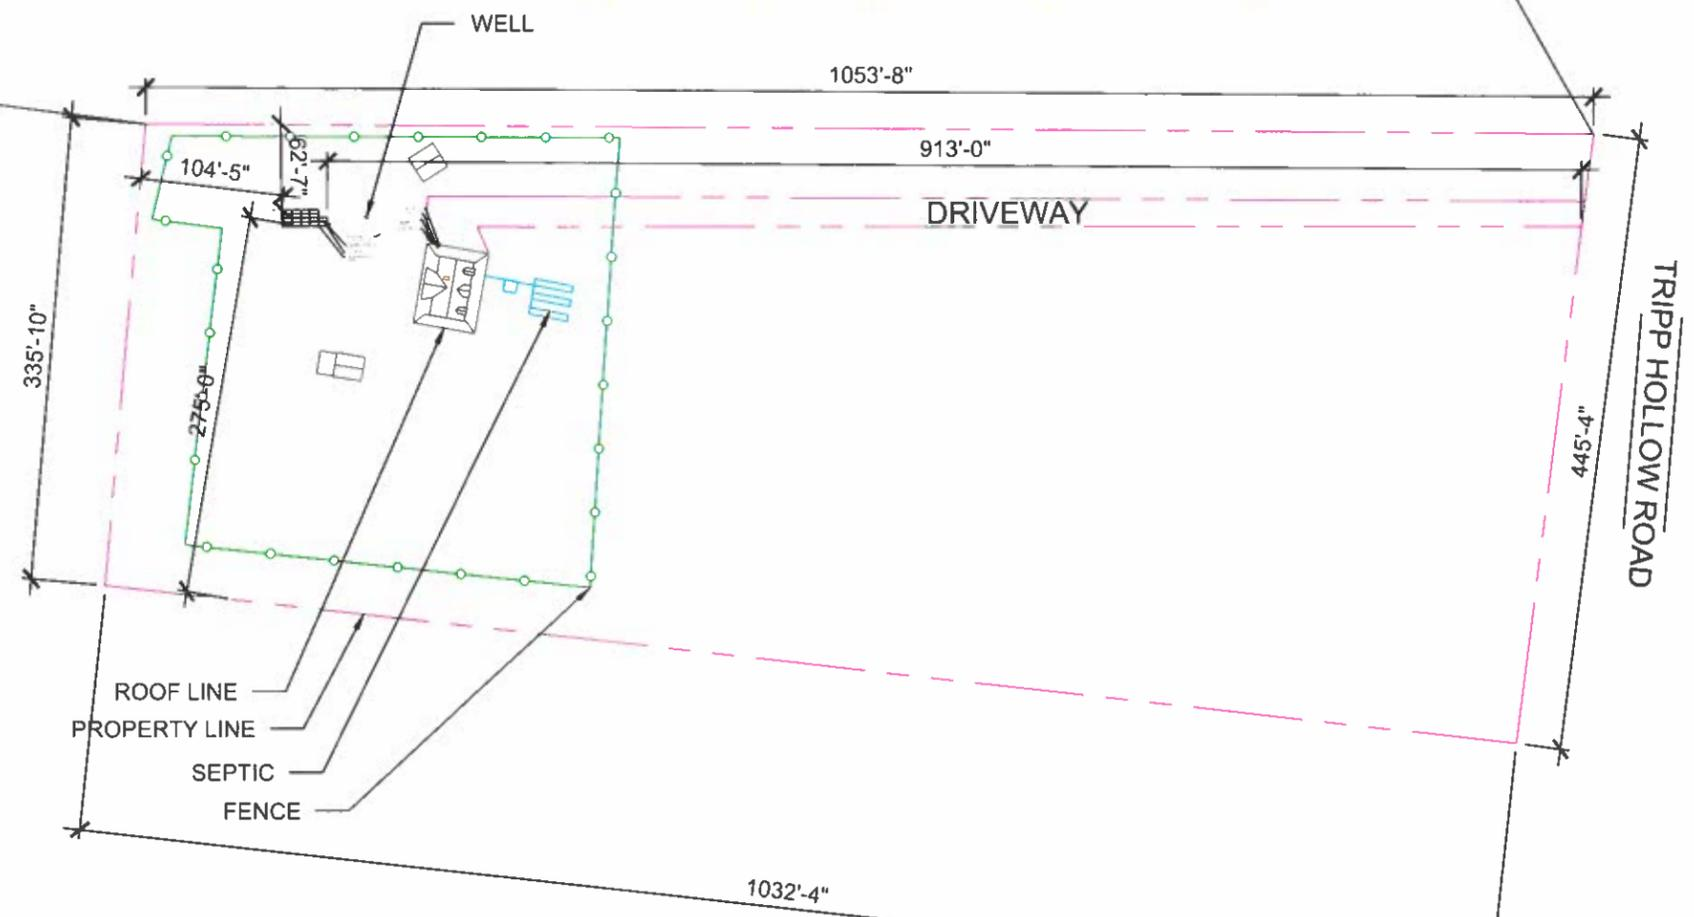 WELL
1053'-8"
913'-0"
104'-5"
62'-7"
DRIVEWAY
TRIPP HOLLOW ROAD
335'-10"
275'-0"
445'-4"
ROOF LINE
PROPERTY LINE
SEPTIC
FENCE
1032'-4"